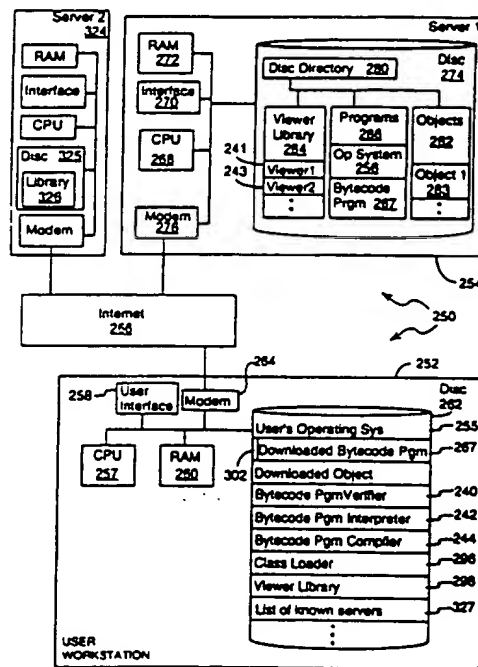 Server 2
324
RAM
Interface
CPU
Disc 325
Library
326
Modem
Server 1
RAM
272
Interface
270
CPU
268
Modem
276
Disc
274
Disc Directory 280
Viewer
Library
284
241
Viewer1
243
Viewer2
Programs
286
Op System
256
Bytecode
Prgm 267
Objects
282
Object 1
283
254
Internet
256
250
264
252
258
User
Interface
Modem
Disc
262
CPU
257
RAM
260
302
User's Operating Sys
255
Downloaded Bytecode Pgm
267
Downloaded Object
Bytecode PgmVerifier
240
Bytecode Pgm Interpreter
242
Bytecode Pgm Compiler
244
Class Loader
296
Viewer Library
298
List of known servers
327
USER
WORKSTATION